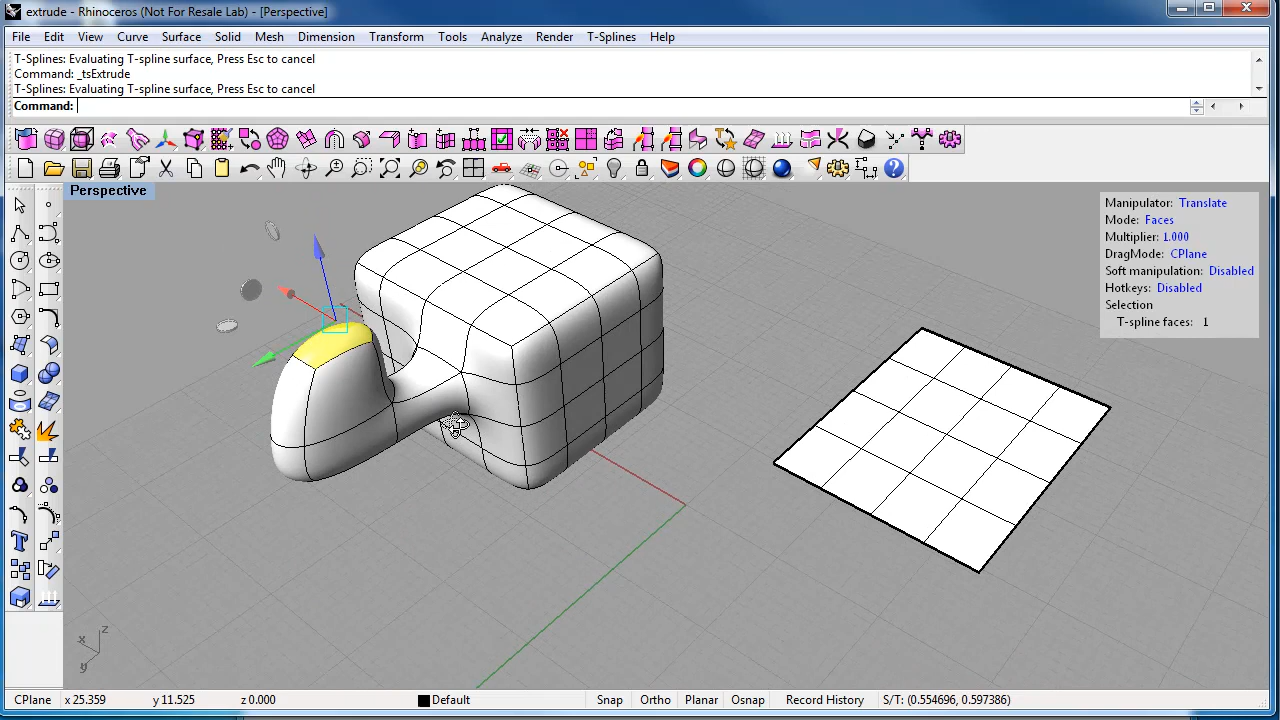 extrude - Rhinoceros (Not For Resale Lab) - [Perspective]
File Edit View Curve Surface Solid Mesh Dimension Transform Tools Analyze Render T-Splines Help
T-Splines: Evaluating T-spline surface, Press Esc to cancel
Command: _tsExtrude
T-Splines: Evaluating T-spline surface, Press Esc to cancel
Command:
Perspective
Manipulator: Translate
Mode: Faces
Multiplier: 1.000
DragMode: CPlane
Soft manipulation: Disabled
Hotkeys: Disabled
Selection
T-spline faces: 1
z
x
y
CPlane x 25.359 y 11.525 z 0.000 Default Snap Ortho Planar Osnap Record History S/T: (0.554696, 0.597386)